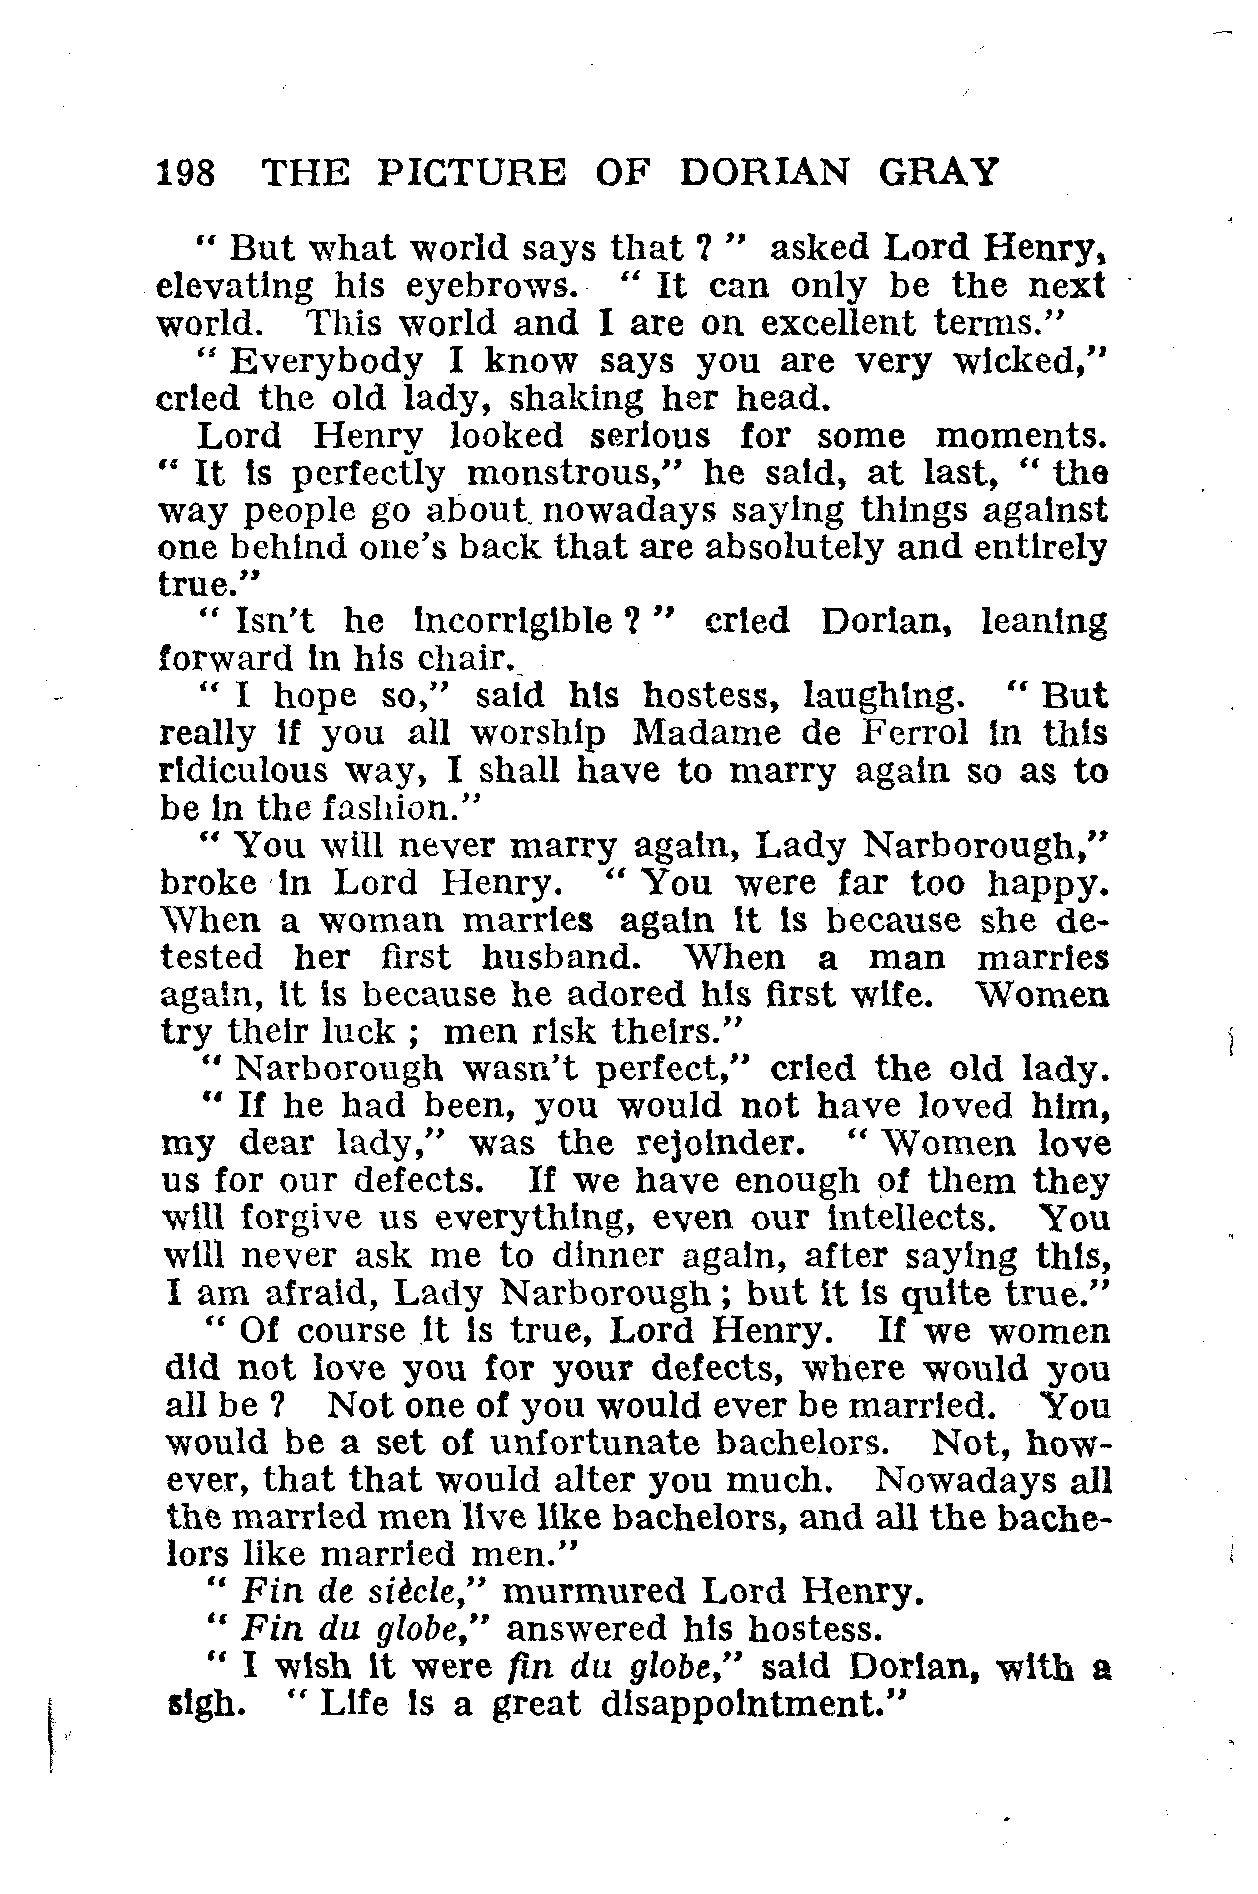 198 THE PICTURE OF DORIAN GRAY
“ But what world says that ? ” asked Lord Henry,
elevating his eyebrows. “ It can only be the next
world. This world and I are on excellent terms.”
“ Everybody I know says you are very wicked,”
cried the old lady, shaking her head.
Lord Henry looked serious for some moments.
“ It is perfectly monstrous,” he said, at last, “ the
way people go about nowadays saying things against
one behind one’s back that are absolutely and entirely
true.”
“ Isn’t he incorrigible ? ” cried Dorian, leaning
forward in his chair.
“ I hope so,” said his hostess, laughing. “ But
really if you all worship Madame de Ferrol in this
ridiculous way, I shall have to marry again so as to
be in the fashion.”
“ You will never marry again, Lady Narborough,”
broke in Lord Henry. “ You were far too happy.
When a woman marries again it is because she de-
tested her first husband. When a man marries
again, it is because he adored his first wife. Women
try their luck ; men risk theirs.”
“ Narborough wasn’t perfect,” cried the old lady.
“ If he had been, you would not have loved him,
my dear lady,” was the rejoinder. “ Women love
us for our defects. If we have enough of them they
will forgive us everything, even our intellects. You
will never ask me to dinner again, after saying this,
I am afraid, Lady Narborough ; but it is quite true.”
“ Of course it is true, Lord Henry. If we women
did not love you for your defects, where would you
all be ? Not one of you would ever be married. You
would be a set of unfortunate bachelors. Not, how-
ever, that that would alter you much. Nowadays all
the married men live like bachelors, and all the bache-
lors like married men.”
“ Fin de siècle,” murmured Lord Henry.
“ Fin du globe,” answered his hostess.
“ I wish it were fin du globe,” said Dorian, with a
sigh. “ Life is a great disappointment.”